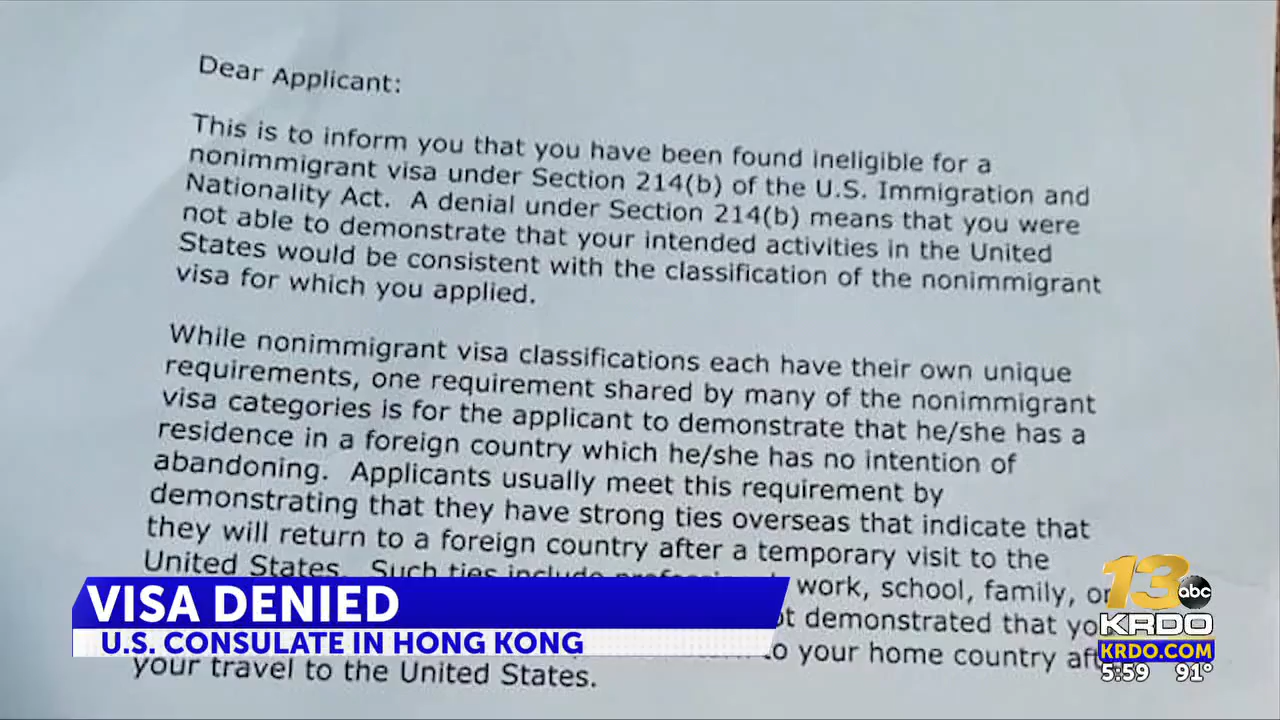 Dear Applicant:
This is to inform you that you have been found ineligible for a
nonimmigrant visa under Section 214(b) of the U.S. Immigration and
Nationality Act. A denial under Section 214(b) means that you were
not able to demonstrate that your intended activities in the United
States would be consistent with the classification of the nonimmigrant
visa for which you applied.
While nonimmigrant visa classifications each have their own unique
requirements, one requirement shared by many of the nonimmigrant
visa categories is for the applicant to demonstrate that he/she has a
residence in a foreign country which he/she has no intention of
abandoning. Applicants usually meet this requirement by
demonstrating that they have strong ties overseas that indicate that
they will return to a foreign country after a temporary visit to the
United States. Such ties include work, school, family, or
demonstrated that you
to your home country
your travel to the United States.
VISA DENIED
U.S. CONSULATE IN HONG KONG
13 abc
KRDO
KRDO.COM
5:59 91°